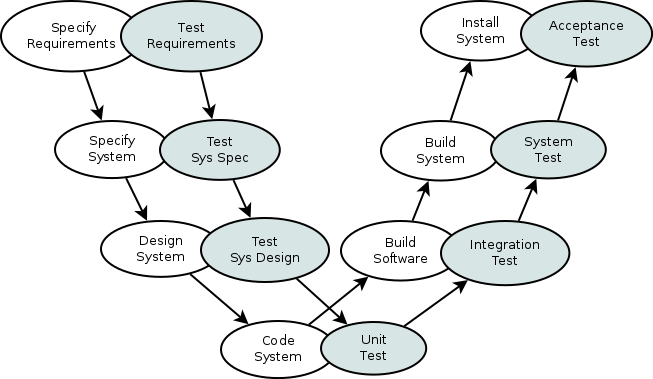 Specify
Requirements
Test
Requirements
Install
System
Acceptance
Test
Specify
System
Test
Sys Spec
Build
System
System
Test
Design
System
Test
Sys Design
Build
Software
Integration
Test
Code
System
Unit
Test